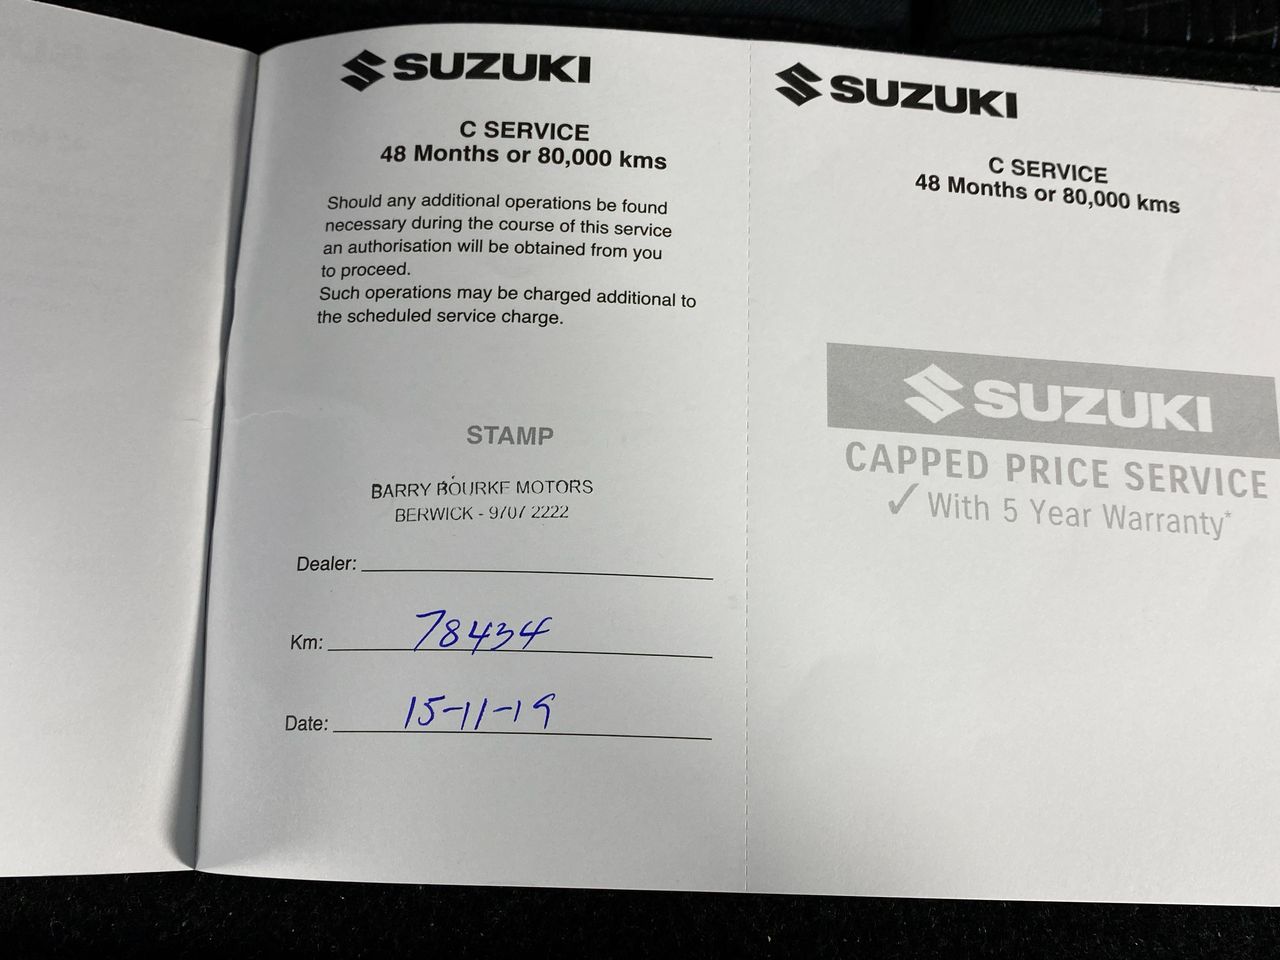 SUZUKI
C SERVICE
48 Months or 80,000 kms
Should any additional operations be found
necessary during the course of this service
an authorisation will be obtained from you
to proceed.
Such operations may be charged additional to
the scheduled service charge.
STAMP
BARRY BOURKE MOTORS
BERWICK - 9707 2222
Dealer:
Km: 78434
Date: 15-11-19
SUZUKI
C SERVICE
48 Months or 80,000 kms
SUZUKI
CAPPED PRICE SERVICE
✓ With 5 Year Warranty*